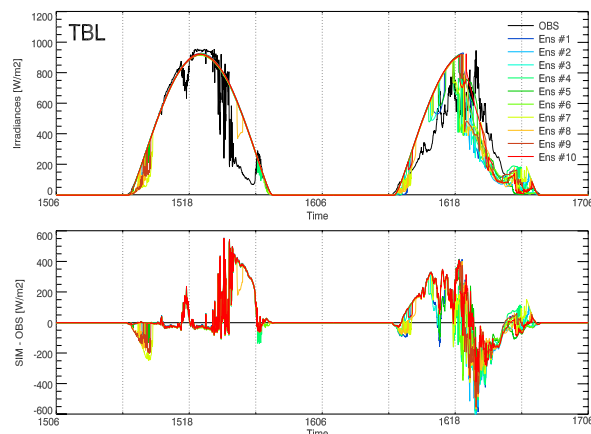 TBL
Irradiances [W/m2]
1200
1000
800
600
400
200
0
OBS
Ens #1
Ens #2
Ens #3
Ens #4
Ens #5
Ens #6
Ens #7
Ens #8
Ens #9
Ens #10
1506
1518
1606
1618
1706
Time
SIM - OBS [W/m2]
600
400
200
0
-200
-400
-600
1506
1518
1606
1618
1706
Time